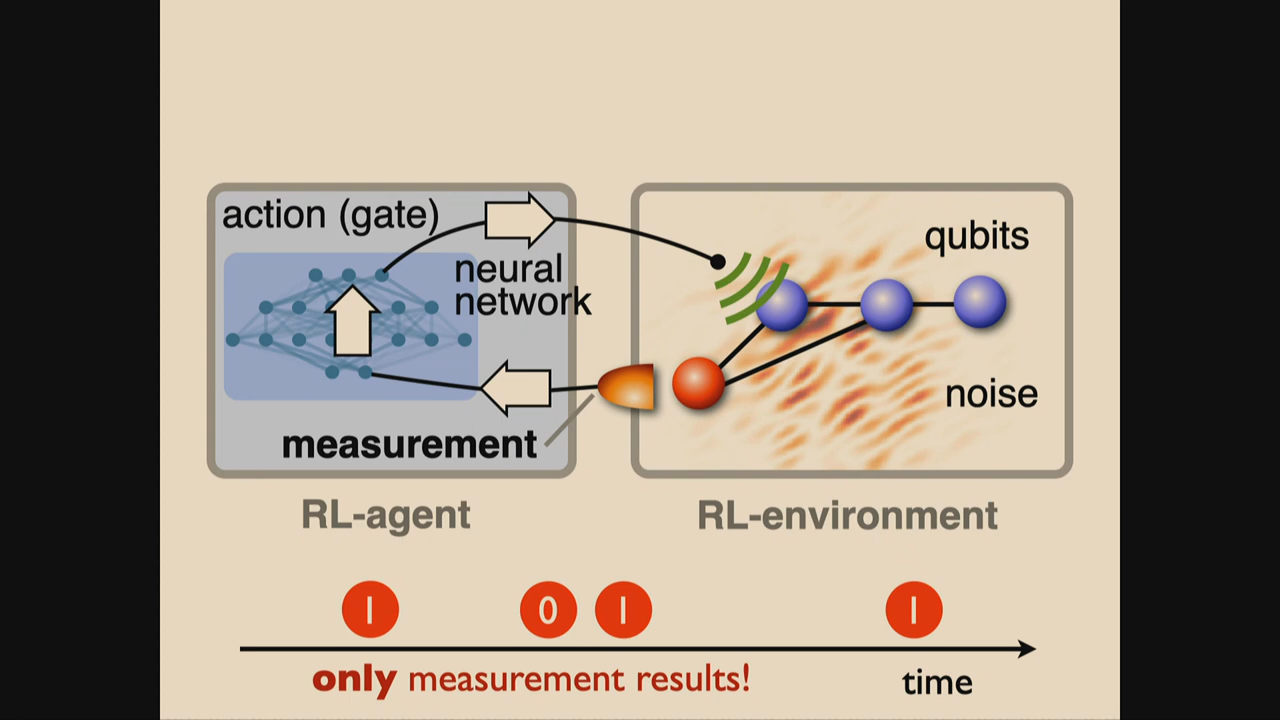 action (gate)
neural
network
measurement
qubits
noise
RL-agent
RL-environment
1 0 1 1
only measurement results!
time